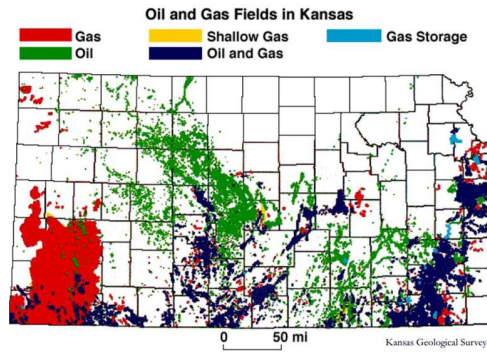 Oil and Gas Fields in Kansas
Gas Shallow Gas Gas Storage
Oil Oil and Gas
0 50 mi
Kansas Geological Survey